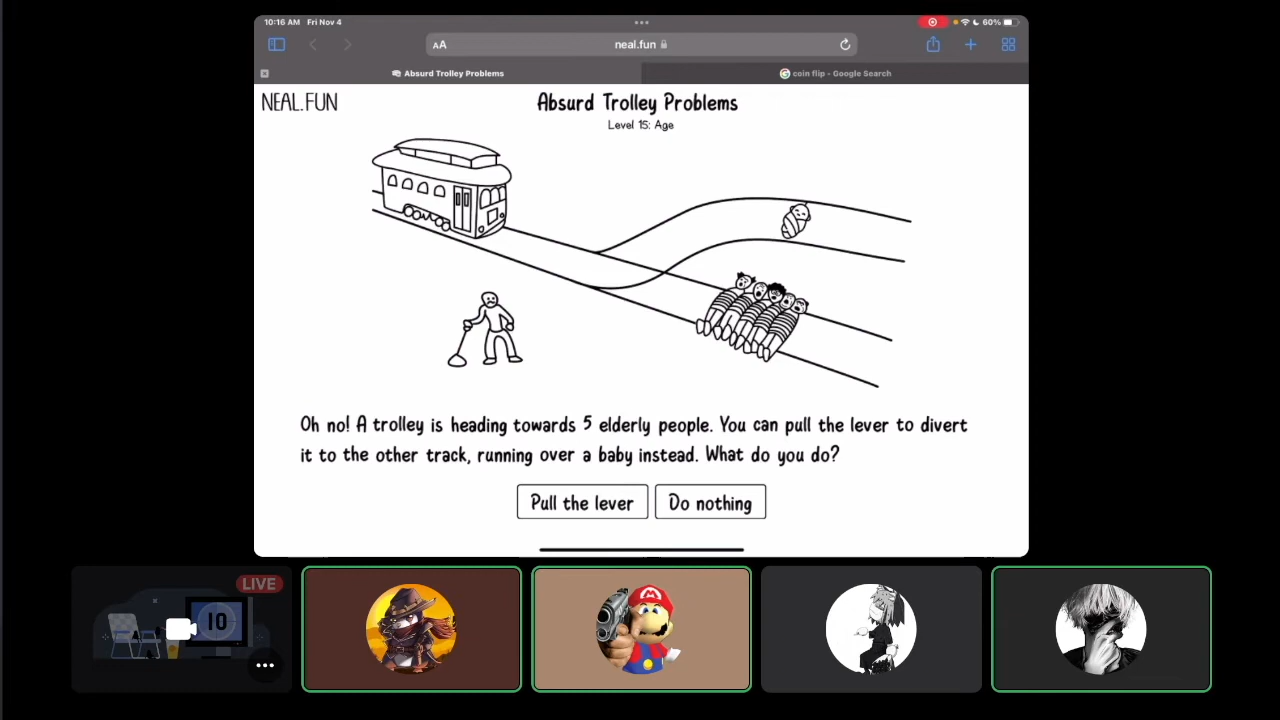 10:16 AM Fri Nov 4
60%
AA
neal.fun
Absurd Trolley Problems
coin flip - Google Search
NEAL.FUN
Absurd Trolley Problems
Level 15: Age
Oh no! A trolley is heading towards 5 elderly people. You can pull the lever to divert
it to the other track, running over a baby instead. What do you do?
Pull the lever
Do nothing
LIVE
10
M